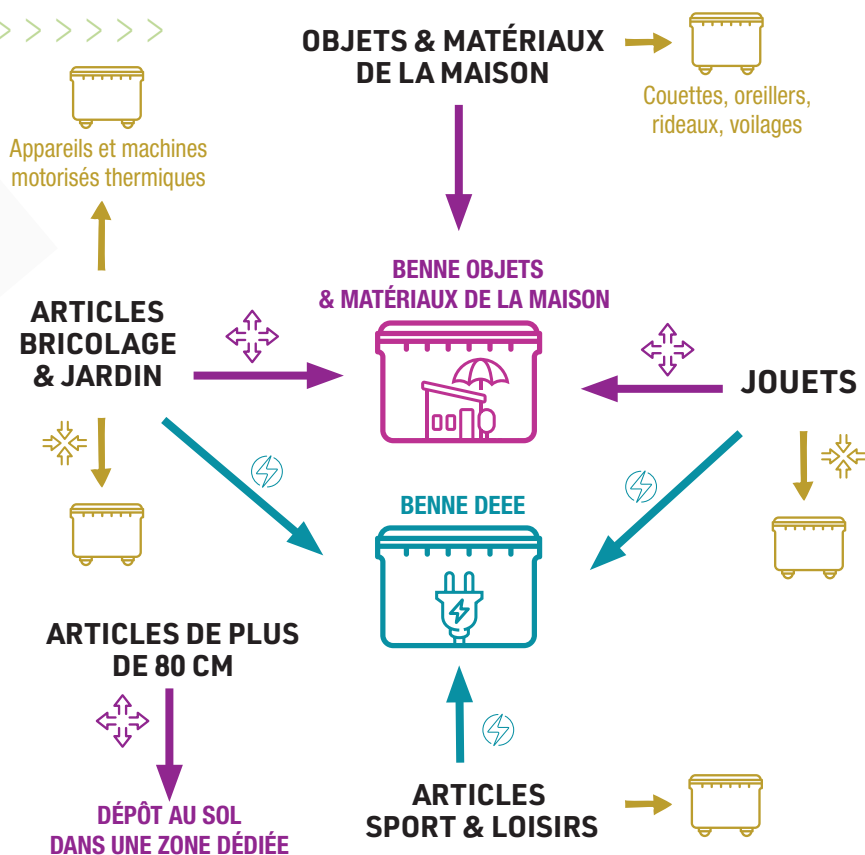 OBJETS & MATÉRIAUX
DE LA MAISON
Couettes, oreillers,
rideaux, voilages
Appareils et machines
motorisés thermiques
BENNE OBJETS
& MATÉRIAUX DE LA MAISON
ARTICLES
BRICOLAGE
& JARDIN
JOUETS
BENNE DEEE
ARTICLES DE PLUS
DE 80 CM
DÉPÔT AU SOL
DANS UNE ZONE DÉDIÉE
ARTICLES
SPORT & LOISIRS